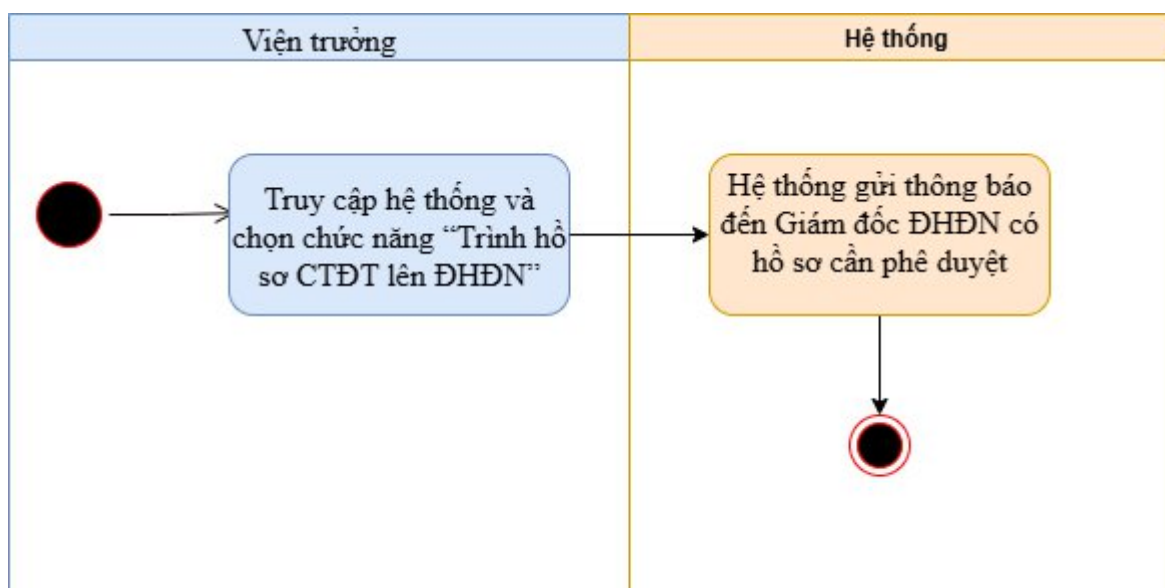 Viện trưởng
Hệ thống
Truy cập hệ thống và
chọn chức năng “Trình hồ
sơ CTĐT lên ĐHĐN”
Hệ thống gửi thông báo
đến Giám đốc ĐHĐN có
hồ sơ cần phê duyệt